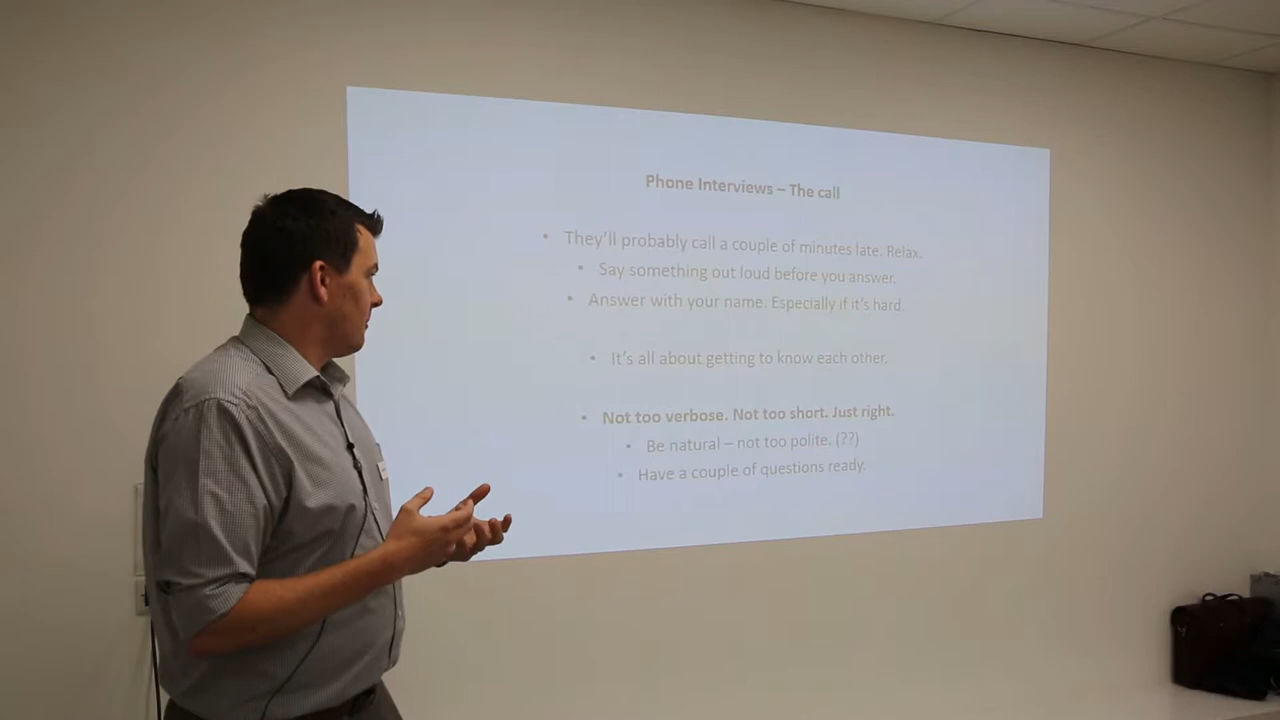 Phone Interviews – The call
• They'll probably call a couple of minutes late. Relax.
• Say something out loud before you answer.
• Answer with your name. Especially if it's hard.
• It's all about getting to know each other.
• Not too verbose. Not too short. Just right.
• Be natural – not too polite. (??)
• Have a couple of questions ready.